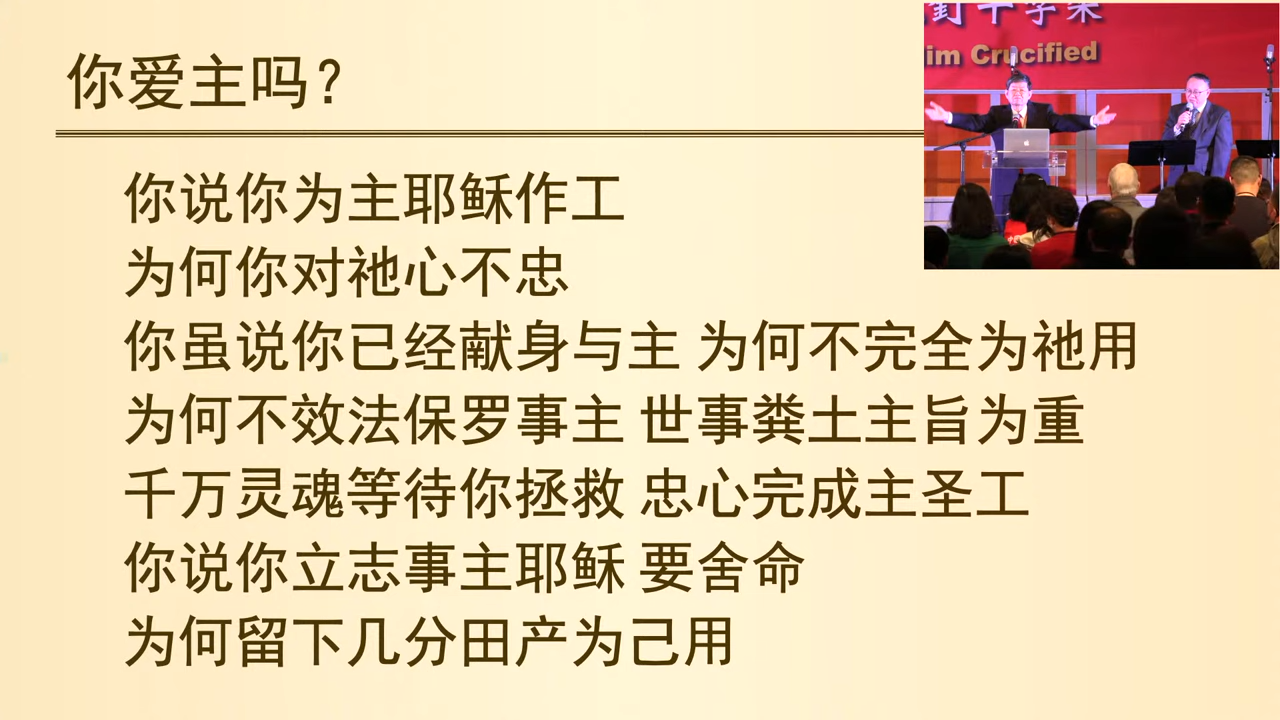 你爱主吗？
你说你为主耶稣作工
为何你对祂心不忠
你虽说你已经献身与主 为何不完全为祂用
为何不效法保罗事主 世事粪土主旨为重
千万灵魂等待你拯救 忠心完成主圣工
你说你立志事主耶稣 要舍命
为何留下几分田产为己用
十字架
im Crucified